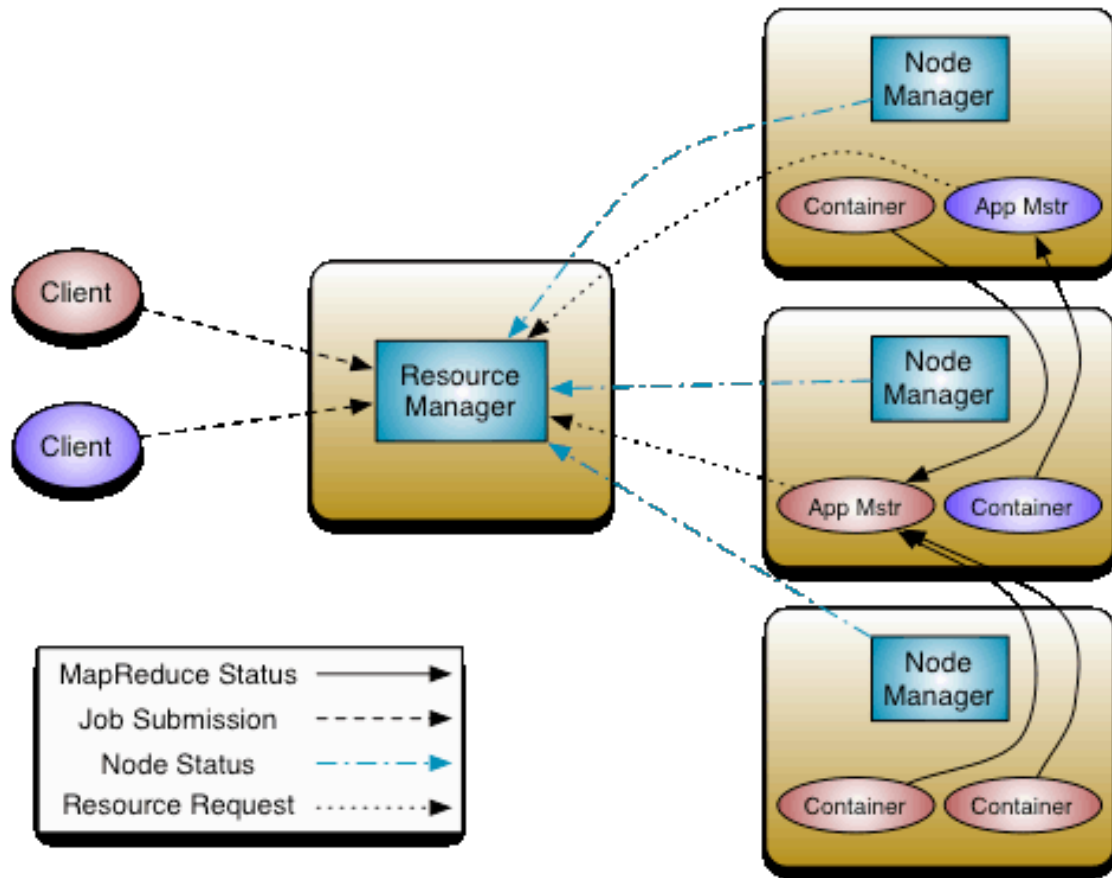 Node
Manager
Container
App Mstr
Client
Client
Resource
Manager
Node
Manager
App Mstr
Container
Node
Manager
Container
Container
MapReduce Status
Job Submission
Node Status
Resource Request